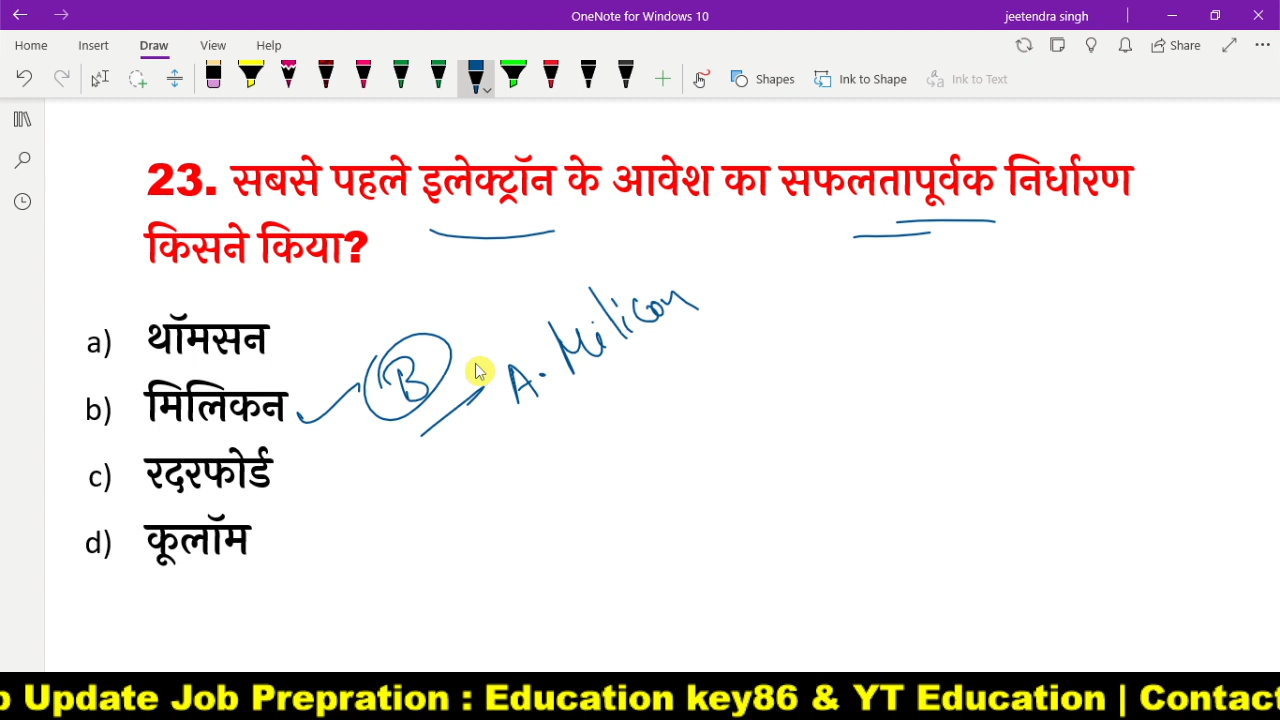 OneNote for Windows 10
jeetendra singh
Home Insert Draw View Help
Share
Shapes Ink to Shape Ink to Text
23. सबसे पहले इलेक्ट्रॉन के आवेश का सफलतापूर्वक निर्धारण
किसने किया?
a) थॉमसन
b) मिलिकन
B
A. Milicon
c) रदरफोर्ड
d) कूलॉम
p Update Job Prepration : Education key86 & YT Education | Contac